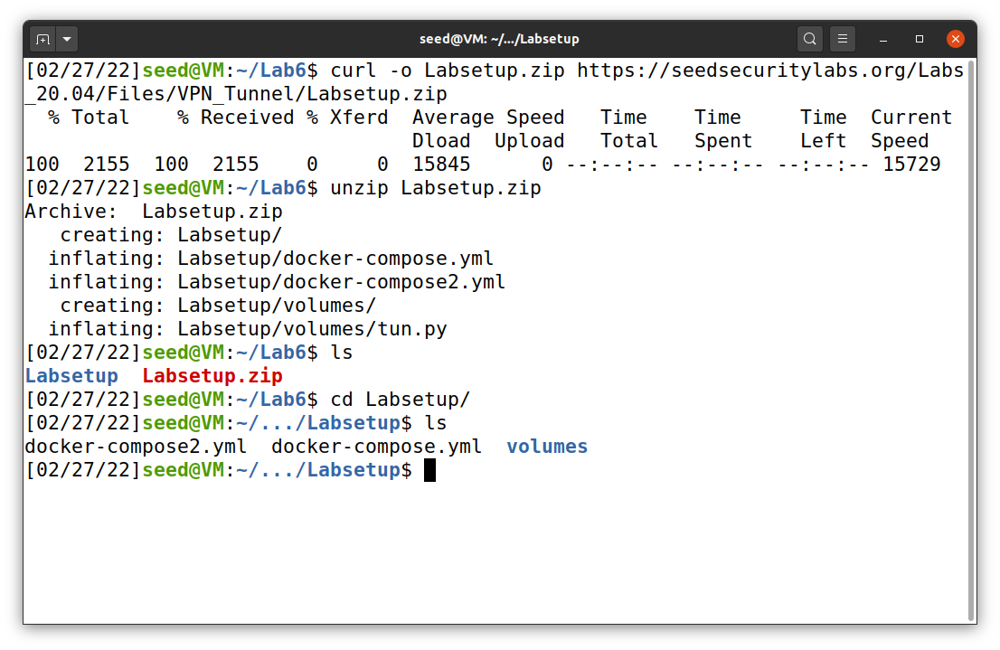 seed@VM: ~/.../Labsetup
[02/27/22]seed@VM:~/Lab6$ curl -o Labsetup.zip https://seedsecuritylabs.org/Labs
_20.04/Files/VPN_Tunnel/Labsetup.zip
  % Total    % Received % Xferd  Average Speed   Time    Time     Time  Current
                                 Dload  Upload   Total   Spent    Left  Speed
100  2155  100  2155    0     0  15845      0 --:--:-- --:--:-- --:--:-- 15729
[02/27/22]seed@VM:~/Lab6$ unzip Labsetup.zip
Archive:  Labsetup.zip
   creating: Labsetup/
  inflating: Labsetup/docker-compose.yml
  inflating: Labsetup/docker-compose2.yml
   creating: Labsetup/volumes/
  inflating: Labsetup/volumes/tun.py
[02/27/22]seed@VM:~/Lab6$ ls
Labsetup  Labsetup.zip
[02/27/22]seed@VM:~/Lab6$ cd Labsetup/
[02/27/22]seed@VM:~/.../Labsetup$ ls
docker-compose2.yml  docker-compose.yml  volumes
[02/27/22]seed@VM:~/.../Labsetup$